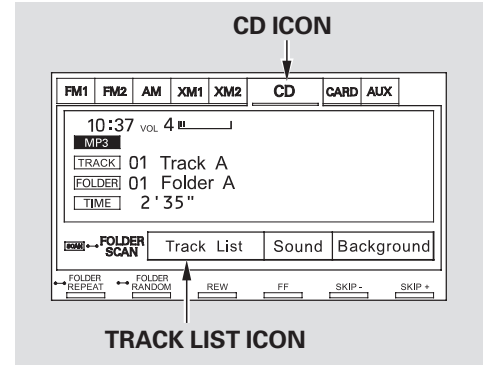 CD ICON
FM1 FM2 AM XM1 XM2 CD CARD AUX
10:37 VOL 4
MP3
TRACK 01 Track A
FOLDER 01 Folder A
TIME 2'35"
SCAN FOLDER SCAN Track List Sound Background
FOLDER REPEAT FOLDER RANDOM REW FF SKIP- SKIP+
TRACK LIST ICON